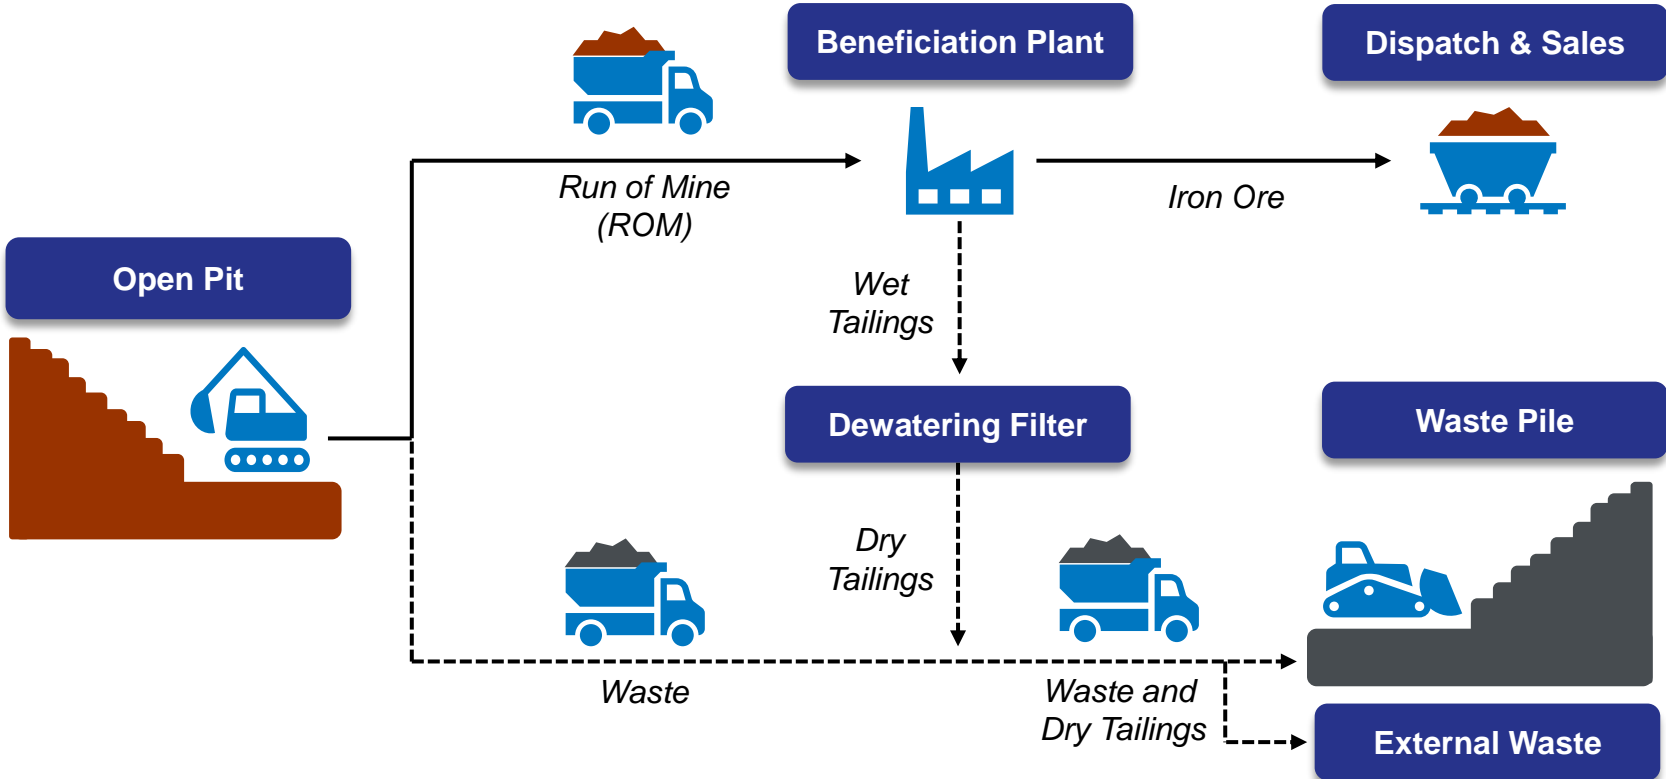 Beneficiation Plant
Dispatch & Sales
Run of Mine
(ROM)
Iron Ore
Open Pit
Wet
Tailings
Dewatering Filter
Waste Pile
Dry
Tailings
Waste
Waste and
Dry Tailings
External Waste